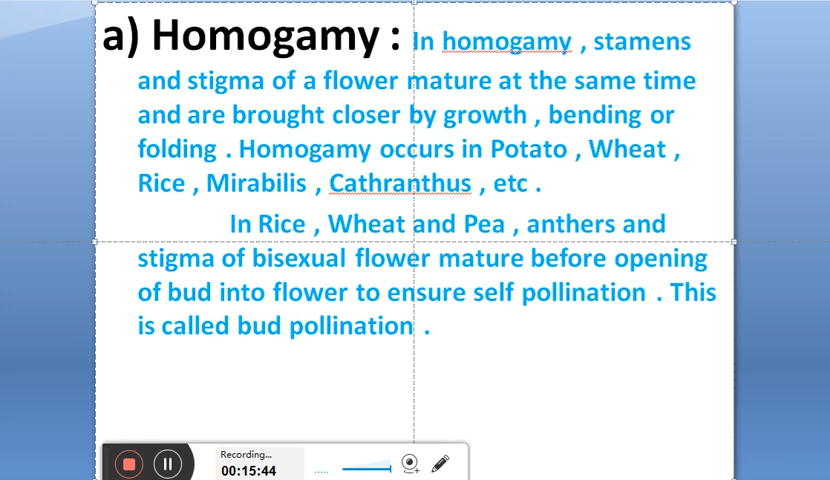 a) Homogamy : In homogamy , stamens
and stigma of a flower mature at the same time
and are brought closer by growth , bending or
folding . Homogamy occurs in Potato , Wheat ,
Rice , Mirabilis , Cathranthus , etc .
In Rice , Wheat and Pea , anthers and
stigma of bisexual flower mature before opening
of bud into flower to ensure self pollination . This
is called bud pollination .
Recording...
00:15:44